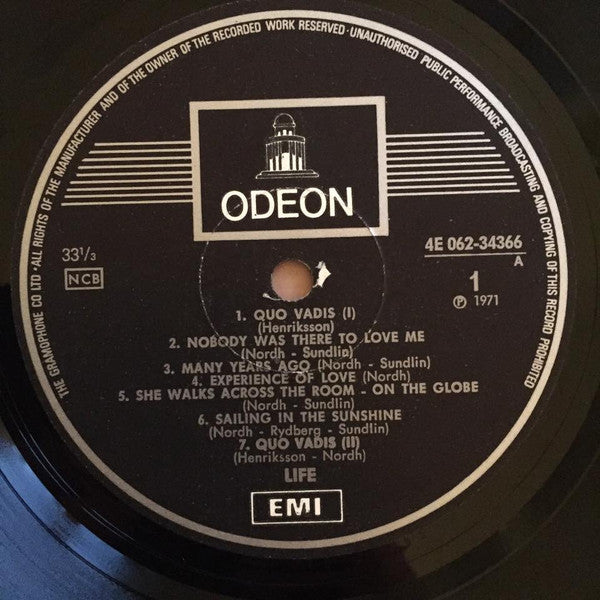 THE GRAMOPHONE CO LTD · ALL RIGHTS OF THE MANUFACTURER AND OF THE OWNER OF THE RECORDED WORK RESERVED · UNAUTHORISED PUBLIC PERFORMANCE BROADCASTING AND COPYING OF THIS RECORD PROHIBITED
ODEON
33 1/3
NCB
4E 062-34366
A
1
Ⓟ 1971
1. QUO VADIS (I)
(Henriksson)
2. NOBODY WAS THERE TO LOVE ME
(Nordh - Sundlin)
3. MANY YEARS AGO (Nordh - Sundlin)
4. EXPERIENCE OF LOVE (Nordh)
5. SHE WALKS ACROSS THE ROOM - ON THE GLOBE
(Nordh - Sundlin)
6. SAILING IN THE SUNSHINE
(Nordh - Rydberg - Sundlin)
7. QUO VADIS (II)
(Henriksson - Nordh)
LIFE
EMI